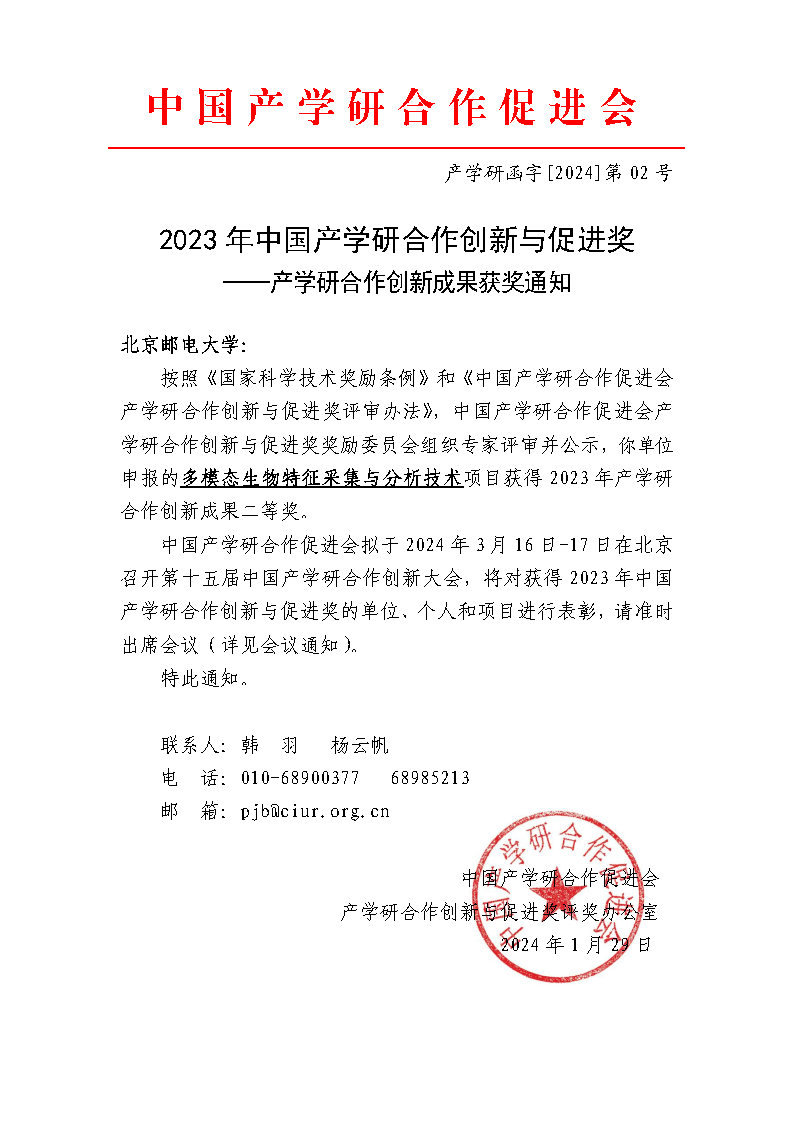 中国产学研合作促进会
产学研函字[2024]第 02 号
2023 年中国产学研合作创新与促进奖
——产学研合作创新成果获奖通知
北京邮电大学：
按照《国家科学技术奖励条例》和《中国产学研合作促进会
产学研合作创新与促进奖评审办法》，中国产学研合作促进会产
学研合作创新与促进奖奖励委员会组织专家评审并公示，你单位
申报的多模态生物特征采集与分析技术项目获得 2023 年产学研
合作创新成果二等奖。
中国产学研合作促进会拟于 2024 年 3 月 16 日-17 日在北京
召开第十五届中国产学研合作创新大会，将对获得 2023 年中国
产学研合作创新与促进奖的单位、个人和项目进行表彰，请准时
出席会议（详见会议通知）。
特此通知。
联系人：韩 羽 杨云帆
电 话：010-68900377 68985213
邮 箱：pjb@ciur.org.cn
中国产学研合作促进会
中国产学研合作促进会
产学研合作创新与促进奖评奖办公室
2024 年 1 月 29 日